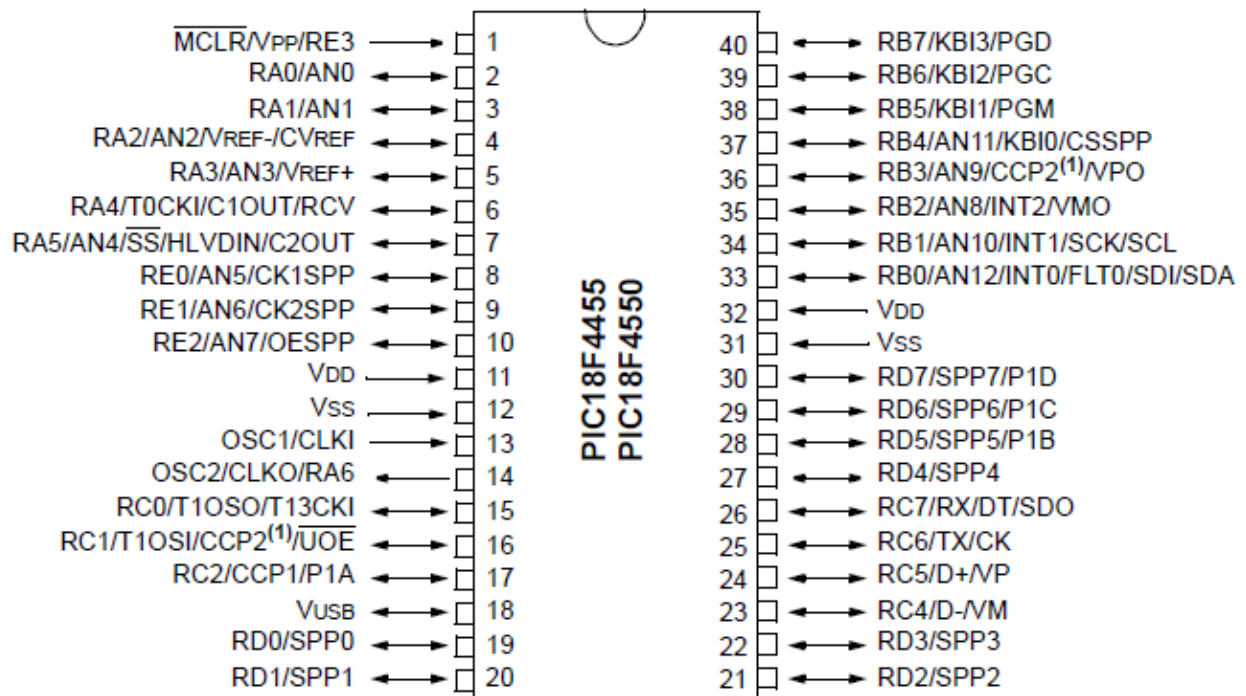 MCLR/VPP/RE3 1
RA0/AN0 2
RA1/AN1 3
RA2/AN2/VREF-/CVREF 4
RA3/AN3/VREF+ 5
RA4/T0CKI/C1OUT/RCV 6
RA5/AN4/SS/HLVDIN/C2OUT 7
RE0/AN5/CK1SPP 8
RE1/AN6/CK2SPP 9
RE2/AN7/OESPP 10
VDD 11
VSS 12
OSC1/CLKI 13
OSC2/CLKO/RA6 14
RC0/T1OSO/T13CKI 15
RC1/T1OSI/CCP2(1)/UOE 16
RC2/CCP1/P1A 17
VUSB 18
RD0/SPP0 19
RD1/SPP1 20
PIC18F4455
PIC18F4550
40 RB7/KBI3/PGD
39 RB6/KBI2/PGC
38 RB5/KBI1/PGM
37 RB4/AN11/KBI0/CSSPP
36 RB3/AN9/CCP2(1)/VPO
35 RB2/AN8/INT2/VMO
34 RB1/AN10/INT1/SCK/SCL
33 RB0/AN12/INT0/FLT0/SDI/SDA
32 VDD
31 VSS
30 RD7/SPP7/P1D
29 RD6/SPP6/P1C
28 RD5/SPP5/P1B
27 RD4/SPP4
26 RC7/RX/DT/SDO
25 RC6/TX/CK
24 RC5/D+/VP
23 RC4/D-/VM
22 RD3/SPP3
21 RD2/SPP2